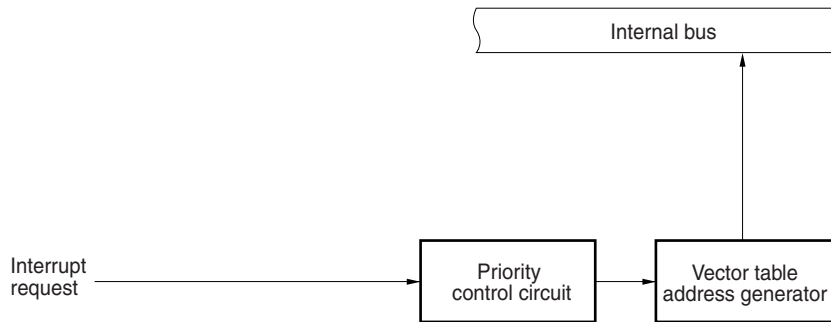 Internal bus
Interrupt
request
Priority
control circuit
Vector table
address generator